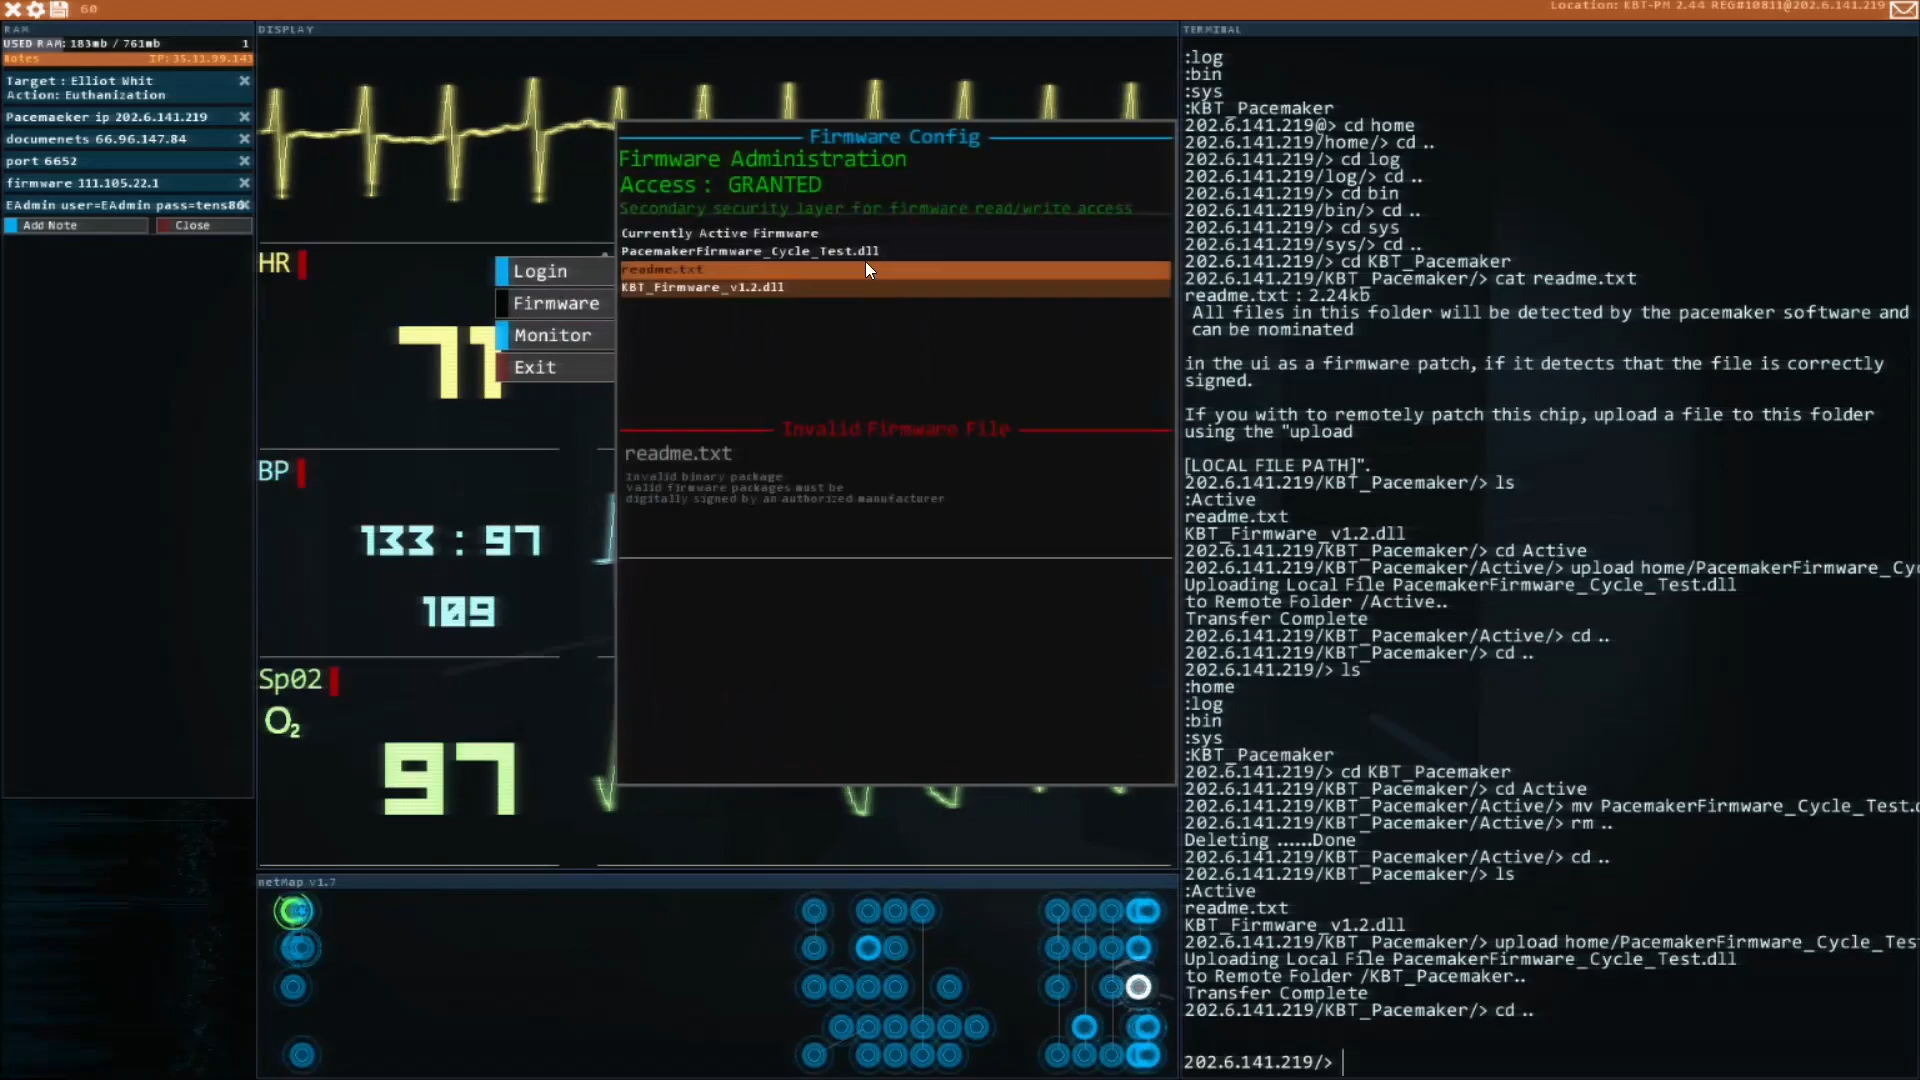 60
Location: KBT-PM 2.44 REG#10811@202.6.141.219
RAM
USED RAM: 183mb / 761mb 1
Notes IP: 35.11.99.143
Target : Elliot Whit
Action: Euthanization
Pacemaeker ip 202.6.141.219
documenets 66.96.147.84
port 6652
firmware 111.105.22.1
EAdmin user=EAdmin pass=tens86
Add Note
Close
DISPLAY
HR
71
BP
133 : 97
109
Sp02
O2
97
Login
Firmware
Monitor
Exit
Firmware Config
Firmware Administration
Access : GRANTED
Secondary security layer for firmware read/write access
Currently Active Firmware
PacemakerFirmware_Cycle_Test.dll
readme.txt
KBT_Firmware_v1.2.dll
Invalid Firmware File
readme.txt
Invalid binary package
Valid firmware packages must be
digitally signed by an authorized manufacturer
netMap v1.7
TERMINAL
:log
:bin
:sys
:KBT_Pacemaker
202.6.141.219@> cd home
202.6.141.219/home/> cd ..
202.6.141.219/> cd log
202.6.141.219/log/> cd ..
202.6.141.219/> cd bin
202.6.141.219/bin/> cd ..
202.6.141.219/> cd sys
202.6.141.219/sys/> cd ..
202.6.141.219/> cd KBT_Pacemaker
202.6.141.219/KBT_Pacemaker/> cat readme.txt
readme.txt : 2.24kb
All files in this folder will be detected by the pacemaker software and
can be nominated
in the ui as a firmware patch, if it detects that the file is correctly
signed.
If you with to remotely patch this chip, upload a file to this folder
using the "upload
[LOCAL FILE PATH]".
202.6.141.219/KBT_Pacemaker/> ls
:Active
readme.txt
KBT_Firmware_v1.2.dll
202.6.141.219/KBT_Pacemaker/> cd Active
202.6.141.219/KBT_Pacemaker/Active/> upload home/PacemakerFirmware_Cy
Uploading Local File PacemakerFirmware_Cycle_Test.dll
to Remote Folder /Active..
Transfer Complete
202.6.141.219/KBT_Pacemaker/Active/> cd ..
202.6.141.219/KBT_Pacemaker/> cd ..
202.6.141.219/> ls
:home
:log
:bin
:sys
:KBT_Pacemaker
202.6.141.219/> cd KBT_Pacemaker
202.6.141.219/KBT_Pacemaker/> cd Active
202.6.141.219/KBT_Pacemaker/Active/> mv PacemakerFirmware_Cycle_Test.
202.6.141.219/KBT_Pacemaker/Active/> rm ..
Deleting ......Done
202.6.141.219/KBT_Pacemaker/Active/> cd ..
202.6.141.219/KBT_Pacemaker/> ls
:Active
readme.txt
KBT_Firmware_v1.2.dll
202.6.141.219/KBT_Pacemaker/> upload home/PacemakerFirmware_Cycle_Tes
Uploading Local File PacemakerFirmware_Cycle_Test.dll
to Remote Folder /KBT_Pacemaker..
Transfer Complete
202.6.141.219/KBT_Pacemaker/> cd ..
202.6.141.219/>